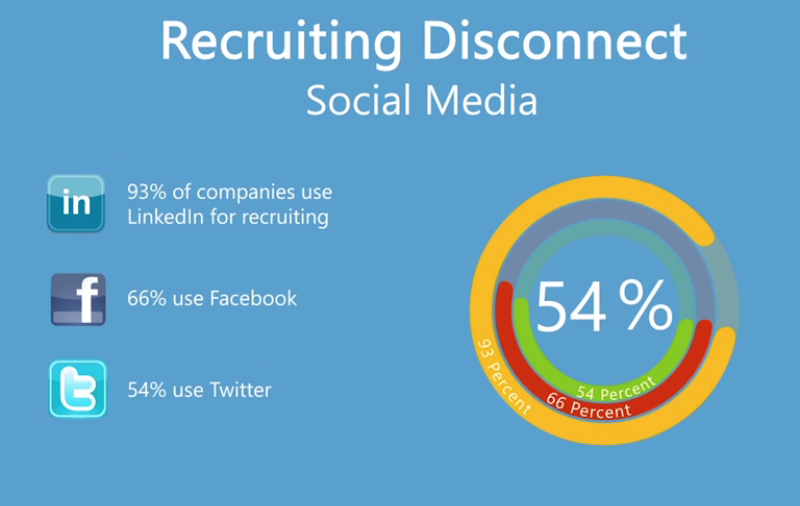 Recruiting Disconnect
Social Media
in
93% of companies use
LinkedIn for recruiting
f
66% use Facebook
t
54% use Twitter
54%
93 Percent
66 Percent
54 Percent